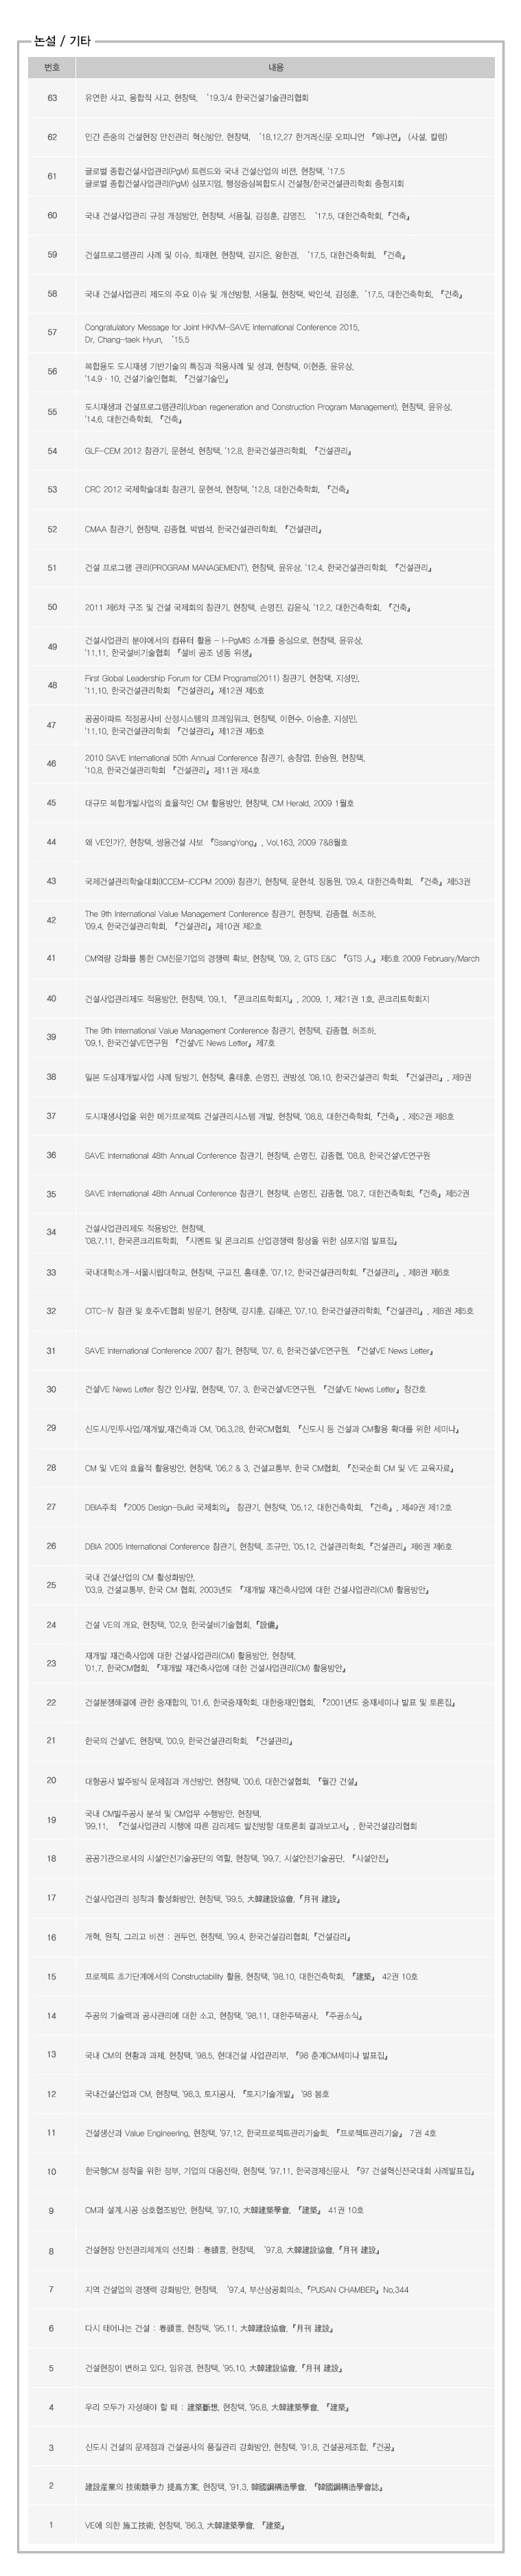 논설 / 기타
번호 내용
63 유연한 사고, 융합적 사고, 현창택, '19.3/4 한국건설기술관리협회
62 인간 존중의 건설현장 안전관리 혁신방안, 현창택, '18.12.27 한겨레신문 오피니언 『왜냐면』 (사설, 칼럼)
61 글로벌 종합건설사업관리(PgM) 트렌드와 국내 건설산업의 비전, 현창택, '17.5
글로벌 종합건설사업관리(PgM) 심포지엄, 행정중심복합도시 건설청/한국건설관리학회 충청지회
60 국내 건설사업관리 규정 개정방안, 현창택, 서용칠, 김정훈, 김영진, '17.5, 대한건축학회,『건축』
59 건설프로그램관리 사례 및 이슈, 최재현, 현창택, 김지은, 왕한겸, '17.5, 대한건축학회, 『건축』
58 국내 건설사업관리 제도의 주요 이슈 및 개선방향, 서용칠, 현창택, 박인석, 김정훈, '17.5, 대한건축학회, 『건축』
57 Congratulatory Message for Joint HKIVM-SAVE International Conference 2015,
Dr. Chang-taek Hyun, '15.5
56 복합용도 도시재생 기반기술의 특징과 적용사례 및 성과, 현창택, 이현종, 윤유상,
'14.9 · 10, 건설기술인협회, 『건설기술인』
55 도시재생과 건설프로그램관리(Urban regeneration and Construction Program Management), 현창택, 윤유상,
'14.6, 대한건축학회, 『건축』
54 GLF-CEM 2012 참관기, 문현석, 현창택, '12.8, 한국건설관리학회, 『건설관리』
53 CRC 2012 국제학술대회 참관기, 문현석, 현창택, '12.8, 대한건축학회, 『건축』
52 CMAA 참관기, 현창택, 김종협, 박범석, 한국건설관리학회, 『건설관리』
51 건설 프로그램 관리(PROGRAM MANAGEMENT), 현창택, 윤유상, '12.4, 한국건설관리학회, 『건설관리』
50 2011 제6차 구조 및 건설 국제회의 참관기, 현창택, 손명진, 김윤식, '12.2, 대한건축학회, 『건축』
49 건설사업관리 분야에서의 컴퓨터 활용 - I-PgMIS 소개를 중심으로, 현창택, 윤유상,
'11.11, 한국설비기술협회 『설비 공조 냉동 위생』
48 First Global Leadership Forum for CEM Programs(2011) 참관기, 현창택, 지성민,
'11.10, 한국건설관리학회 『건설관리』제12권 제5호
47 공공아파트 적정공사비 산정시스템의 프레임워크, 현창택, 이현수, 이승훈, 지성민,
'11.10, 한국건설관리학회 『건설관리』제12권 제5호
46 2010 SAVE International 50th Annual Conference 참관기, 송창엽, 한승원, 현창택,
'10.8, 한국건설관리학회 『건설관리』제11권 제4호
45 대규모 복합개발사업의 효율적인 CM 활용방안, 현창택, CM Herald, 2009 1월호
44 왜 VE인가?, 현창택, 쌍용건설 사보 『SsangYong』, Vol.163, 2009 7&8월호
43 국제건설관리학술대회(ICCEM-ICCPM 2009) 참관기, 현창택, 문현석, 장동원, '09.4, 대한건축학회, 『건축』제53권
42 The 9th International Value Management Conference 참관기, 현창택, 김종협, 허조하,
'09.4, 한국건설관리학회, 『건설관리』제10권 제2호
41 CM역량 강화를 통한 CM전문기업의 경쟁력 확보, 현창택, '09. 2, GTS E&C 『GTS 人』제5호 2009 February/March
40 건설사업관리제도 적용방안, 현창택, '09.1, 『콘크리트학회지』, 2009. 1, 제21권 1호, 콘크리트학회지
39 The 9th International Value Management Conference 참관기, 현창택, 김종협, 허조하,
'09.1, 한국건설VE연구원 『건설VE News Letter』제7호
38 일본 도심재개발사업 사례 탐방기, 현창택, 홍태훈, 손명진, 권방성, '08.10, 한국건설관리 학회, 『건설관리』, 제9권
37 도시재생사업을 위한 메가프로젝트 건설관리시스템 개발, 현창택, '08.8, 대한건축학회,『건축』, 제52권 제8호
36 SAVE International 48th Annual Conference 참관기, 현창택, 손명진, 김종협, '08.8, 한국건설VE연구원
35 SAVE International 48th Annual Conference 참관기, 현창택, 손명진, 김종협, '08.7, 대한건축학회,『건축』제52권
34 건설사업관리제도 적용방안, 현창택,
'08.7.11, 한국콘크리트학회, 『시멘트 및 콘크리트 산업경쟁력 향상을 위한 심포지엄 발표집』
33 국내대학소개-서울시립대학교, 현창택, 구교진, 홍태훈, '07.12, 한국건설관리학회,『건설관리』, 제8권 제6호
32 CITC-Ⅳ 참관 및 호주VE협회 방문기, 현창택, 강지훈, 김해곤, '07.10, 한국건설관리학회,『건설관리』, 제8권 제5호
31 SAVE International Conference 2007 참가, 현창택, '07. 6, 한국건설VE연구원, 『건설VE News Letter』
30 건설VE News Letter 창간 인사말, 현창택, '07. 3, 한국건설VE연구원, 『건설VE News Letter』창간호
29 신도시/민투사업/재개발,재건축과 CM, '06.3.28, 한국CM협회, 『신도시 등 건설과 CM활용 확대를 위한 세미나』
28 CM 및 VE의 효율적 활용방안, 현창택, '06.2 & 3, 건설교통부, 한국 CM협회, 『전국순회 CM 및 VE 교육자료』
27 DBIA주최 『2005 Design-Build 국제회의』 참관기, 현창택, '05.12, 대한건축학회, 『건축』, 제49권 제12호
26 DBIA 2005 International Conference 참관기, 현창택, 조규만, '05.12, 건설관리학회,『건설관리』제6권 제6호
25 국내 건설산업의 CM 활성화방안,
'03.9, 건설교통부, 한국 CM 협회, 2003년도 『재개발 재건축사업에 대한 건설사업관리(CM) 활용방안』
24 건설 VE의 개요, 현창택, '02.9, 한국설비기술협회,『設備』
23 재개발 재건축사업에 대한 건설사업관리(CM) 활용방안, 현창택,
'01.7, 한국CM협회, 『재개발 재건축사업에 대한 건설사업관리(CM) 활용방안』
22 건설분쟁해결에 관한 중재합의, '01.6, 한국중재학회, 대한중재인협회, 『2001년도 중재세미나 발표 및 토론집』
21 한국의 건설VE, 현창택, '00.9, 한국건설관리학회, 『건설관리』
20 대형공사 발주방식 문제점과 개선방안, 현창택, '00.6, 대한건설협회, 『월간 건설』
19 국내 CM발주공사 분석 및 CM업무 수행방안, 현창택,
'99.11, 『건설사업관리 시행에 따른 감리제도 발전방향 대토론회 결과보고서』, 한국건설감리협회
18 공공기관으로서의 시설안전기술공단의 역할, 현창택, '99.7, 시설안전기술공단, 『시설안전』
17 건설사업관리 정착과 활성화방안, 현창택, '99.5, 大韓建設協會,『月刊 建設』
16 개혁, 원칙, 그리고 비젼 : 권두언, 현창택, '99.4, 한국건설감리협회,『건설감리』
15 프로젝트 초기단계에서의 Constructability 활용, 현창택, '98.10, 대한건축학회, 『建築』 42권 10호
14 주공의 기술력과 공사관리에 대한 소고, 현창택, '98.11, 대한주택공사, 『주공소식』
13 국내 CM의 현황과 과제, 현창택, '98.5, 현대건설 사업관리부, 『98 춘계CM세미나 발표집』
12 국내건설산업과 CM, 현창택, '98.3, 토지공사, 『토지기술개발』 '98 봄호
11 건설생산과 Value Engineering, 현창택, '97.12, 한국프로젝트관리기술회, 『프로젝트관리기술』 7권 4호
10 한국형CM 정착을 위한 정부, 기업의 대응전략, 현창택, '97.11, 한국경제신문사, 『97 건설혁신전국대회 사례발표집』
9 CM과 설계,시공 상호협조방안, 현창택, '97.10, 大韓建築學會, 『建築』 41권 10호
8 건설현장 안전관리체계의 선진화 : 卷頭言, 현창택, '97.8, 大韓建設協會,『月刊 建設』
7 지역 건설업의 경쟁력 강화방안, 현창택, '97.4, 부산상공회의소,『PUSAN CHAMBER』No.344
6 다시 태어나는 건설 : 卷頭言, 현창택, '95.11, 大韓建設協會,『月刊 建設』
5 건설현장이 변하고 있다, 임유경, 현창택, '95.10, 大韓建設協會,『月刊 建設』
4 우리 모두가 자성해야 할 때 : 建築斷想, 현창택, '95.8, 大韓建築學會, 『建築』
3 신도시 건설의 문제점과 건설공사의 품질관리 강화방안, 현창택, '91.8, 건설공제조합,『건공』
2 建設産業의 技術競爭力 提高方案, 현창택, '91.3, 韓國鋼構造學會, 『韓國鋼構造學會誌』
1 VE에 의한 施工技術, 현창택, '86.3, 大韓建築學會, 『建築』